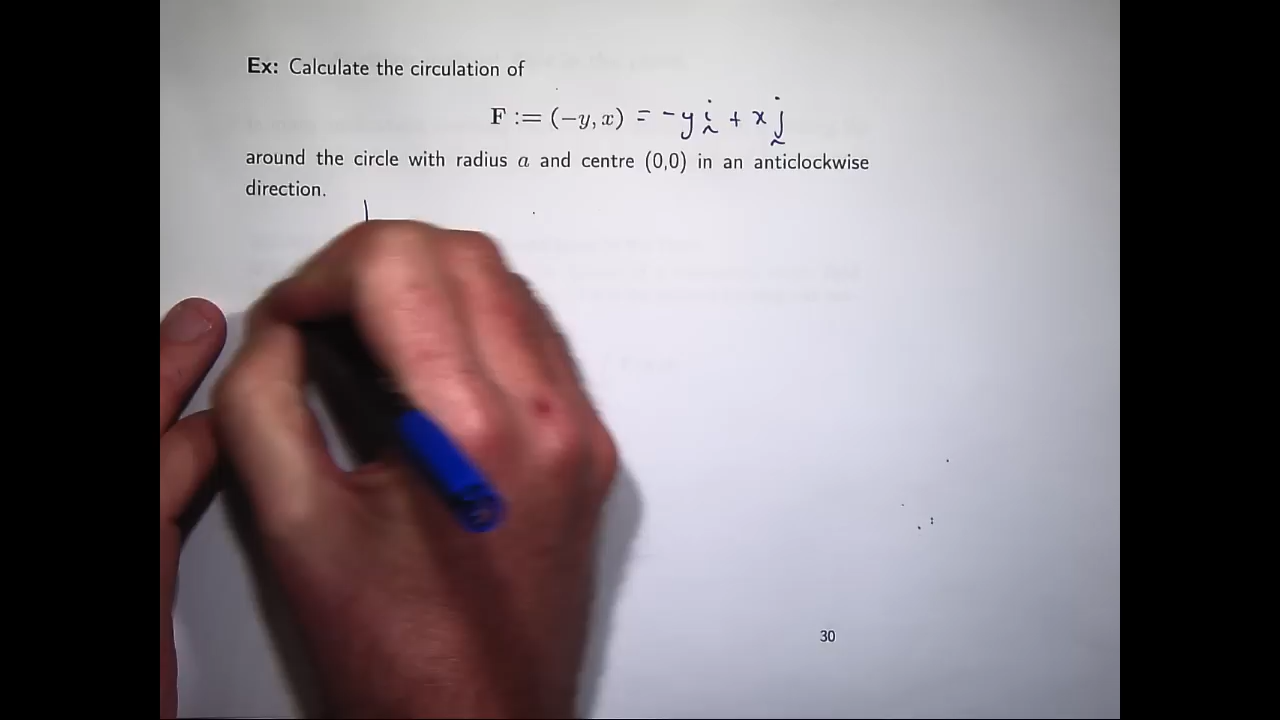 Ex: Calculate the circulation of
F := (−y, x) = -y i + x j
around the circle with radius a and centre (0,0) in an anticlockwise
direction.
30